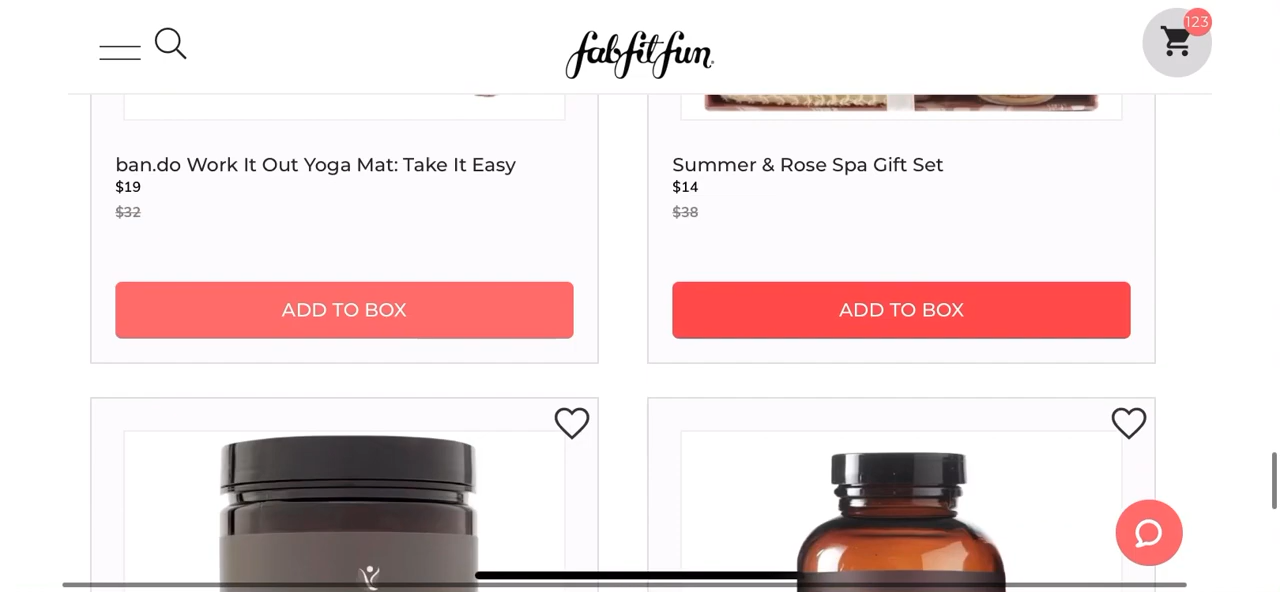 fabfitfun
123
ban.do Work It Out Yoga Mat: Take It Easy
$19
$32
ADD TO BOX
Summer & Rose Spa Gift Set
$14
$38
ADD TO BOX